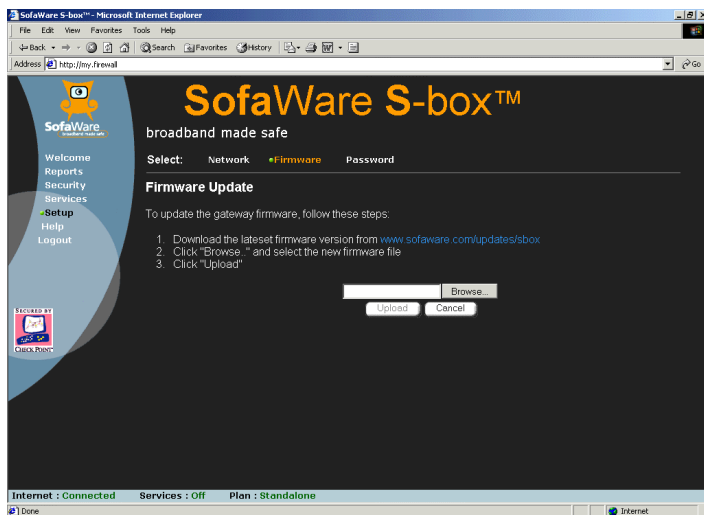 SofaWare S-box™ - Microsoft Internet Explorer
File Edit View Favorites Tools Help
Back Search Favorites History
Address http://my.firewall Go
SofaWare S-box™
SofaWare
broadband made safe
broadband made safe
Select: Network Firmware Password
Welcome
Reports
Security
Services
Setup
Help
Logout
Firmware Update
To update the gateway firmware, follow these steps:
1. Download the lateset firmware version from www.sofaware.com/updates/sbox
2. Click "Browse.." and select the new firmware file
3. Click "Upload"
Browse...
Upload Cancel
SECURED BY
CHECK POINT
Internet : Connected Services : Off Plan : Standalone
Done Internet